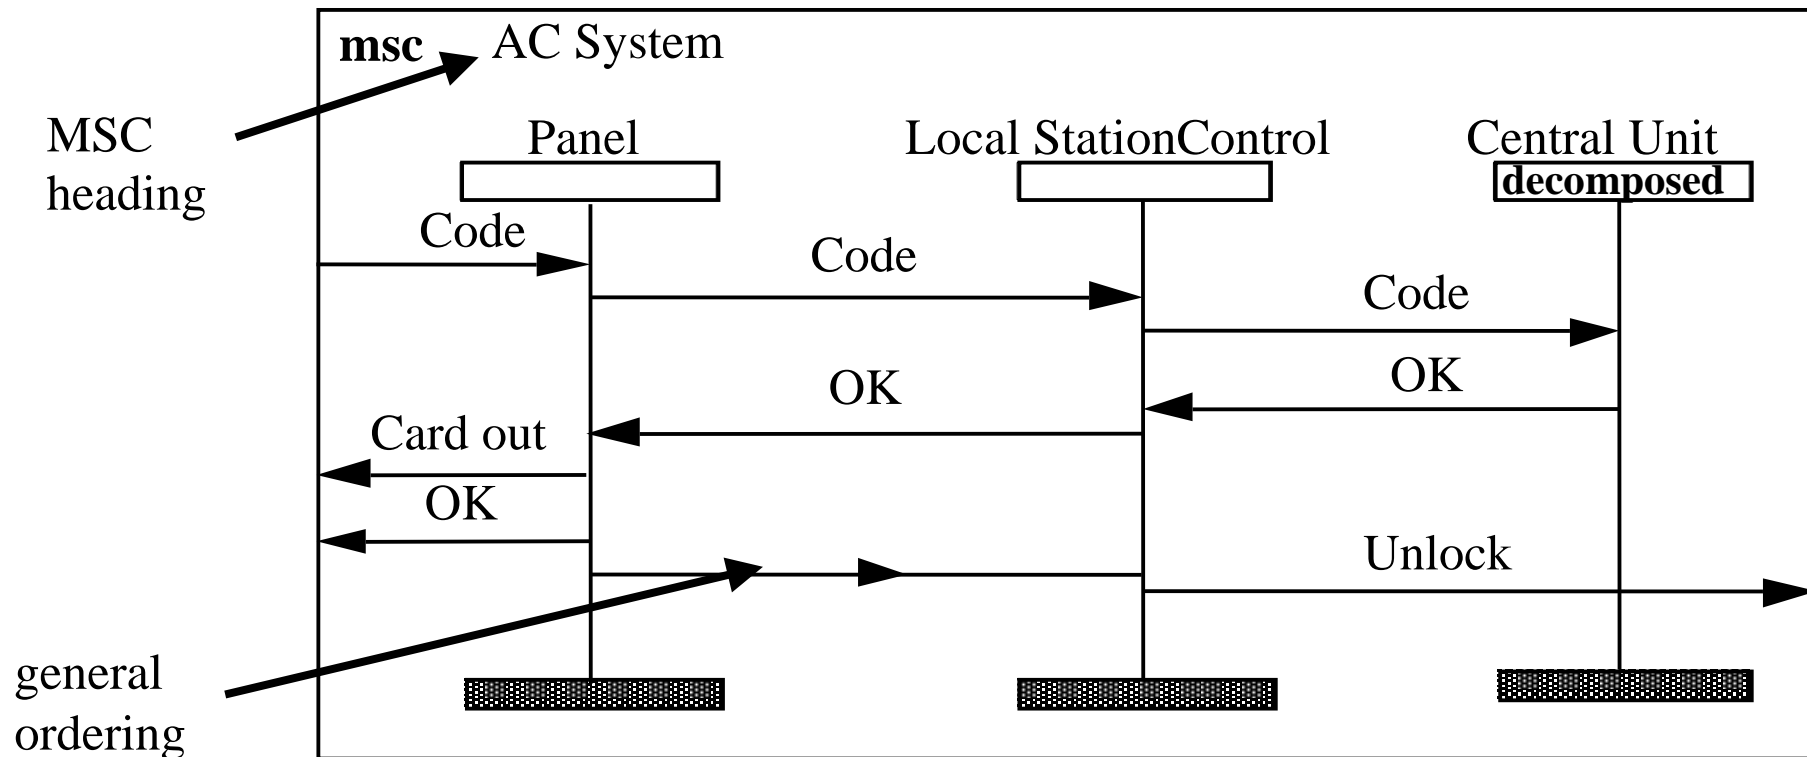 msc AC System
MSC
heading
Panel
Local StationControl
Central Unit
decomposed
Code
Code
Code
OK
OK
Card out
OK
Unlock
general
ordering